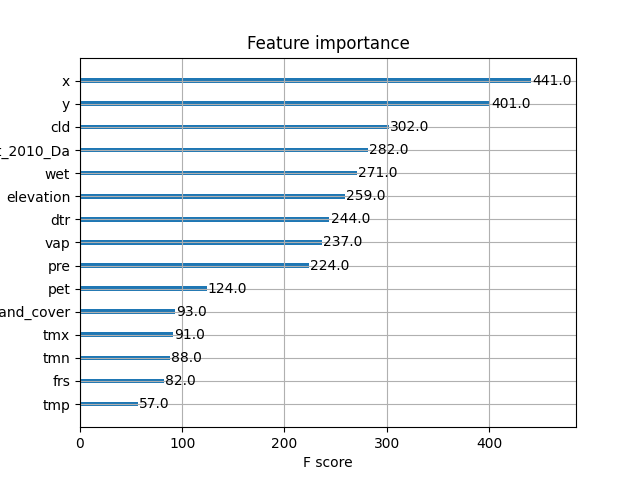 Feature importance
x 441.0
y 401.0
cld 302.0
_2010_Da 282.0
wet 271.0
elevation 259.0
dtr 244.0
vap 237.0
pre 224.0
pet 124.0
and_cover 93.0
tmx 91.0
tmn 88.0
frs 82.0
tmp 57.0
0 100 200 300 400
F score